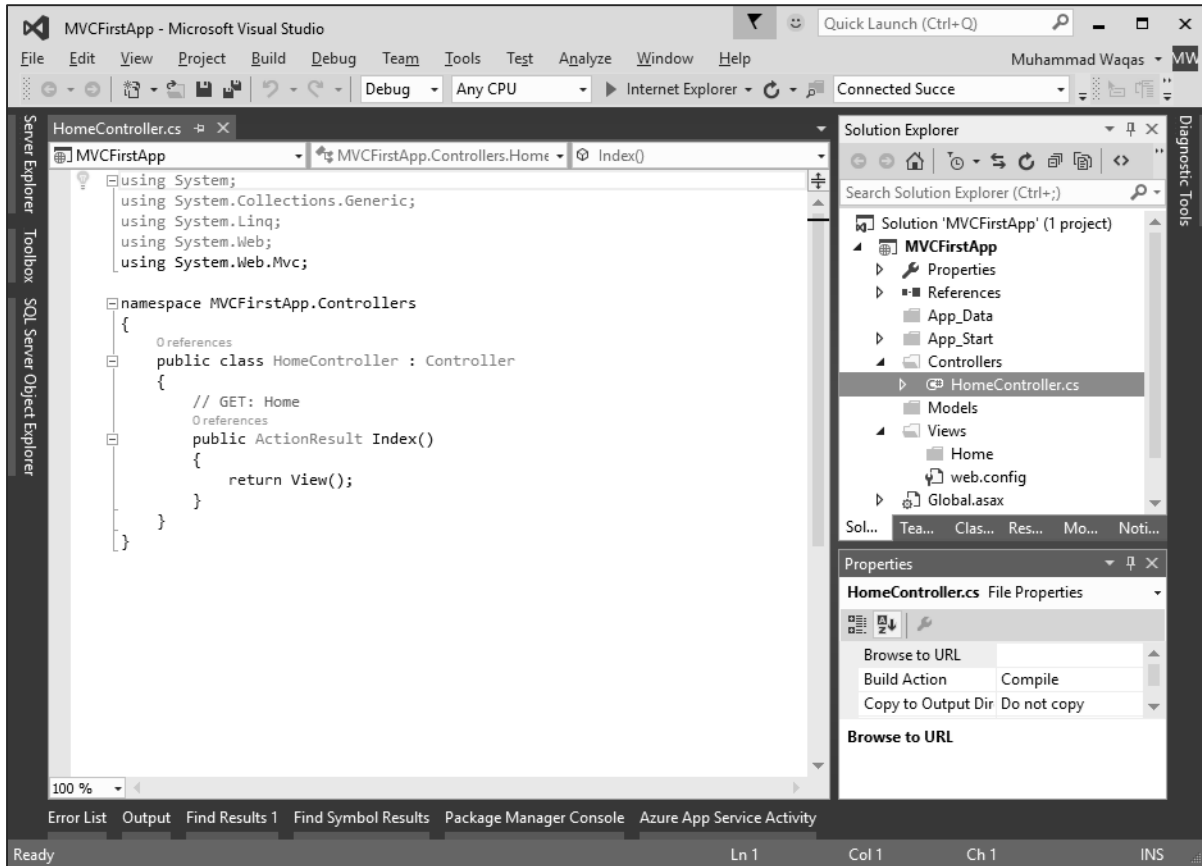 MVCFirstApp - Microsoft Visual Studio
Quick Launch (Ctrl+Q)
File Edit View Project Build Debug Team Tools Test Analyze Window Help
Muhammad Waqas MW
Debug Any CPU Internet Explorer Connected Succe
Server Explorer
Toolbox
SQL Server Object Explorer
HomeController.cs
MVCFirstApp MVCFirstApp.Controllers.Home Index()
using System;
using System.Collections.Generic;
using System.Linq;
using System.Web;
using System.Web.Mvc;
namespace MVCFirstApp.Controllers
{
0 references
public class HomeController : Controller
{
// GET: Home
0 references
public ActionResult Index()
{
return View();
}
}
}
100 %
Solution Explorer
Search Solution Explorer (Ctrl+;)
Solution 'MVCFirstApp' (1 project)
MVCFirstApp
Properties
References
App_Data
App_Start
Controllers
HomeController.cs
Models
Views
Home
web.config
Global.asax
Sol... Tea... Clas... Res... Mo... Noti...
Properties
HomeController.cs File Properties
Browse to URL
Build Action Compile
Copy to Output Dir Do not copy
Browse to URL
Diagnostic Tools
Error List Output Find Results 1 Find Symbol Results Package Manager Console Azure App Service Activity
Ready Ln 1 Col 1 Ch 1 INS